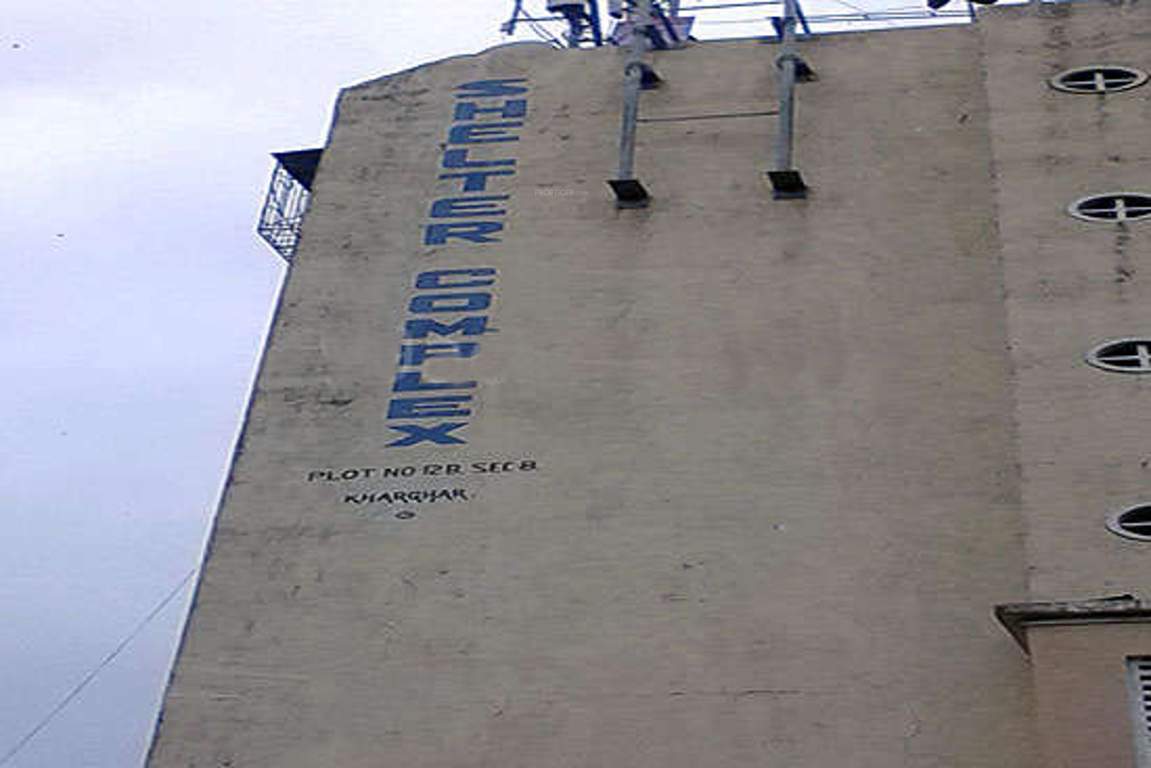 SHELTER COMPLEX
PLOT NO 12B SEC 8
KHARGHAR